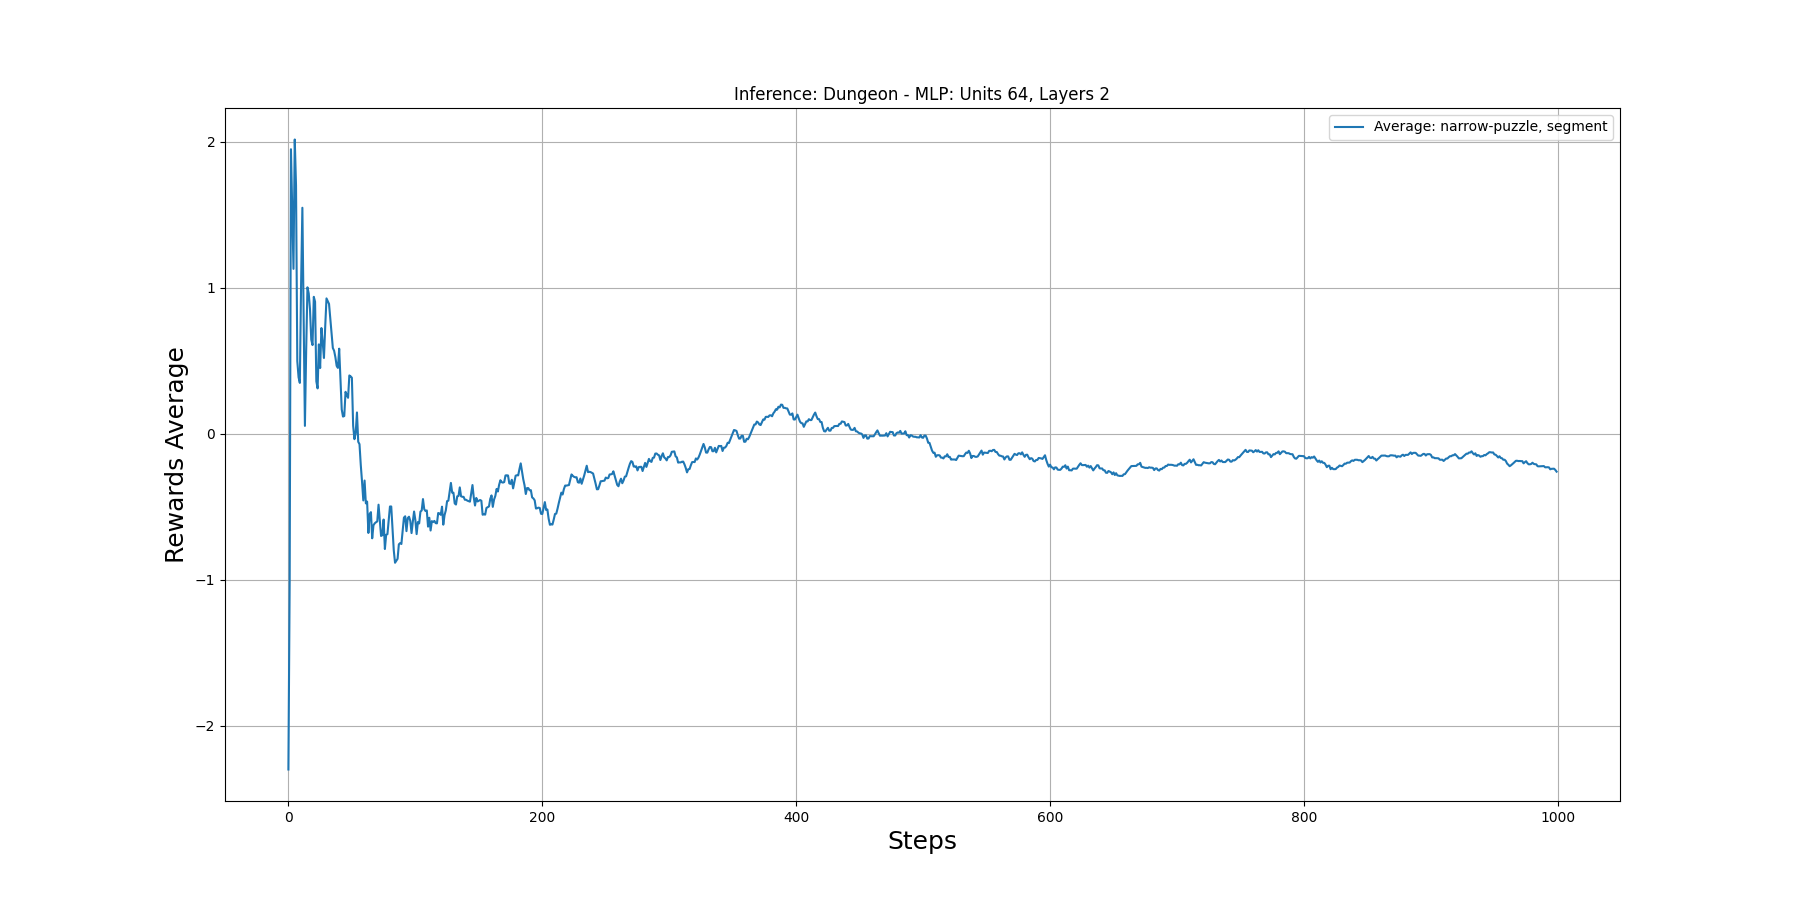 Inference: Dungeon - MLP: Units 64, Layers 2
Average: narrow-puzzle, segment
Rewards Average
2
1
0
−1
−2
0 200 400 600 800 1000
Steps